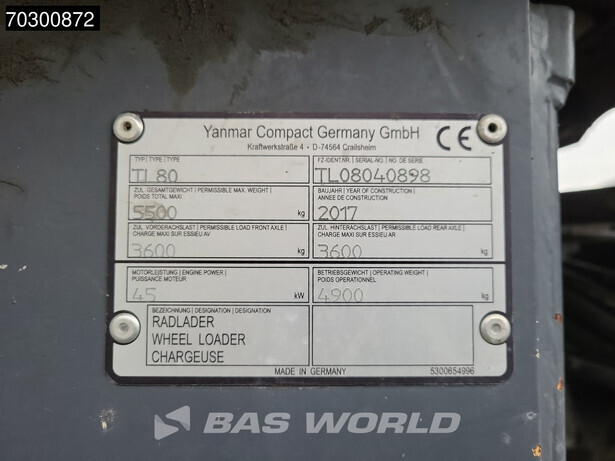 70300872
Yanmar Compact Germany GmbH
Kraftwerkstraße 4 • D-74564 Crailsheim
CE
TYP | TYPE | TYPE
TL80
FZ-IDENT.NR. | SERIAL-NO. | NO. DE SERIE
TL08040898
ZUL. GESAMTGEWICHT / PERMISSIBLE MAX. WEIGHT |
POIDS TOTAL MAXI
5500 kg
BAUJAHR | YEAR OF CONSTRUCTION |
ANNEE DE CONSTRUCTION
2017
ZUL. VORDERACHSLAST | PERMISSIBLE LOAD FRONT AXLE |
CHARGE MAXI SUR ESSIEU AV
3600 kg
ZUL. HINTERACHSLAST | PERMISSIBLE LOAD REAR AXLE |
CHARGE MAXI SUR ESSIEU AR
3600 kg
MOTORLEISTUNG | ENGINE POWER |
PUISSANCE MOTEUR
45 kW
BETRIEBSGEWICHT | OPERATING WEIGHT |
POIDS OPERATIONNEL
4900 kg
BEZEICHNUNG | DESIGNATION | DESIGNATION
RADLADER
WHEEL LOADER
CHARGEUSE
MADE IN GERMANY
5300654996
BAS WORLD